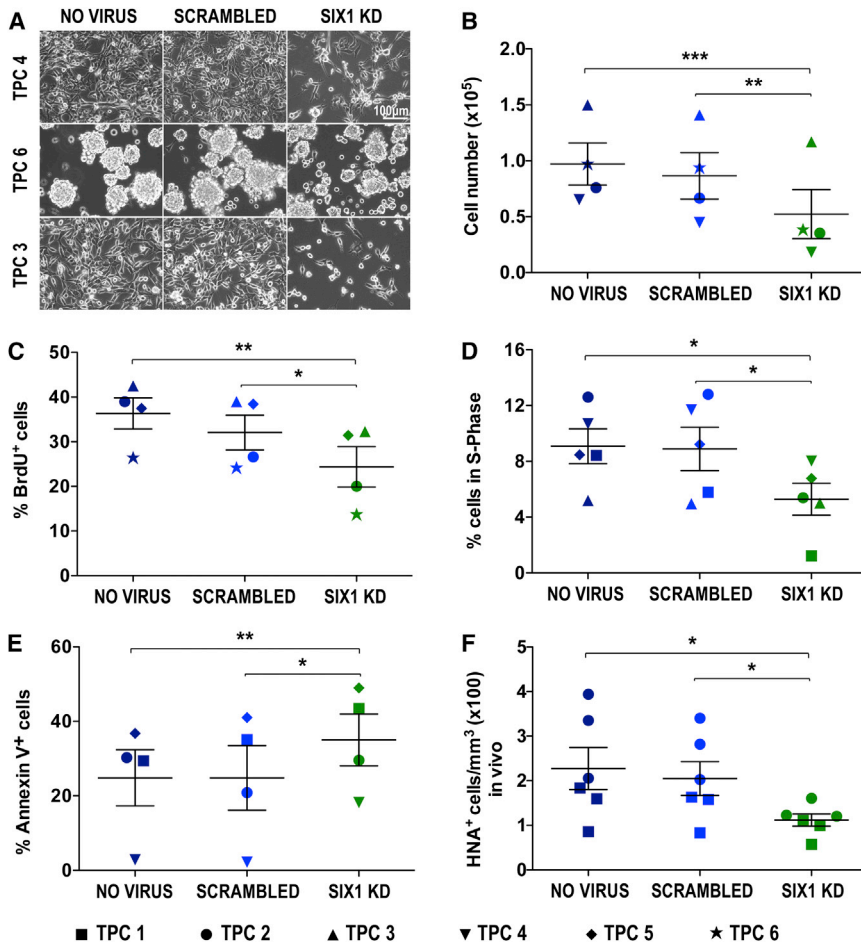 A
NO VIRUS SCRAMBLED SIX1 KD
TPC 4
100µm
TPC 6
TPC 3
B
***
**
Cell number (x10⁵)
2.0
1.5
1.0
0.5
0.0
NO VIRUS SCRAMBLED SIX1 KD
C
**
*
% BrdU⁺ cells
50
40
30
20
10
0
NO VIRUS SCRAMBLED SIX1 KD
D
*
*
% cells in S-Phase
16
12
8
4
0
NO VIRUS SCRAMBLED SIX1 KD
E
**
*
% Annexin V⁺ cells
60
40
20
0
NO VIRUS SCRAMBLED SIX1 KD
F
*
*
HNA⁺ cells/mm³ (x100)
in vivo
5
4
3
2
1
0
NO VIRUS SCRAMBLED SIX1 KD
■ TPC 1 ● TPC 2 ▲ TPC 3 ▼ TPC 4 ◆ TPC 5 ★ TPC 6